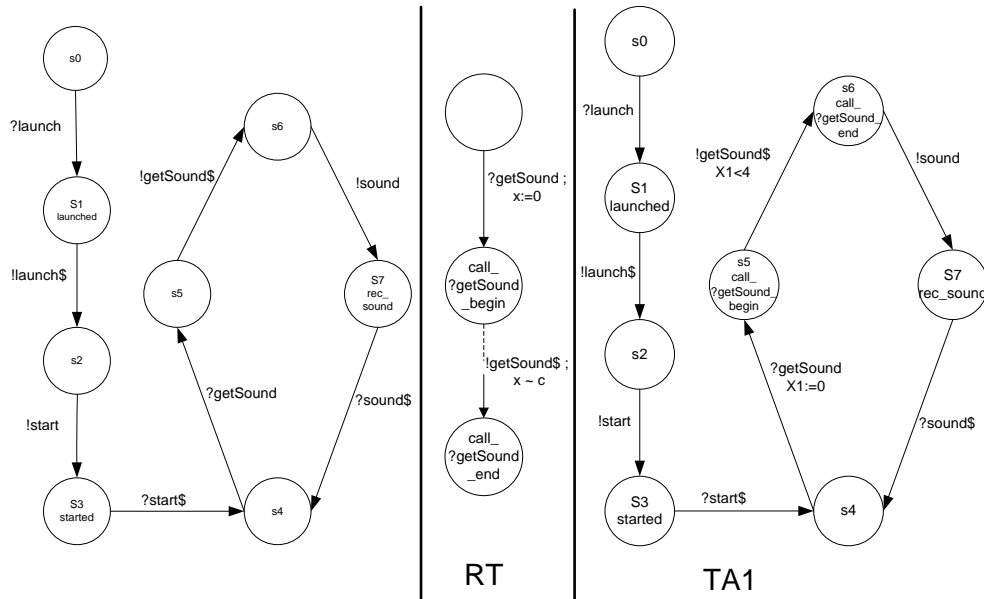 s0
?launch
S1
launched
!launch$
s2
!start
S3
started
?start$
s4
?getSound
s5
!getSound$
s6
!sound
S7
rec_
sound
?sound$
?getSound ;
x:=0
call_
?getSound
_begin
!getSound$ ;
x ~ c
call_
?getSound
_end
RT
s0
?launch
S1
launched
!launch$
s2
!start
S3
started
?start$
s4
?getSound
X1:=0
s5
call_
?getSound_
begin
!getSound$
X1<4
s6
call_
?getSound_
end
!sound
S7
rec_sound
?sound$
TA1